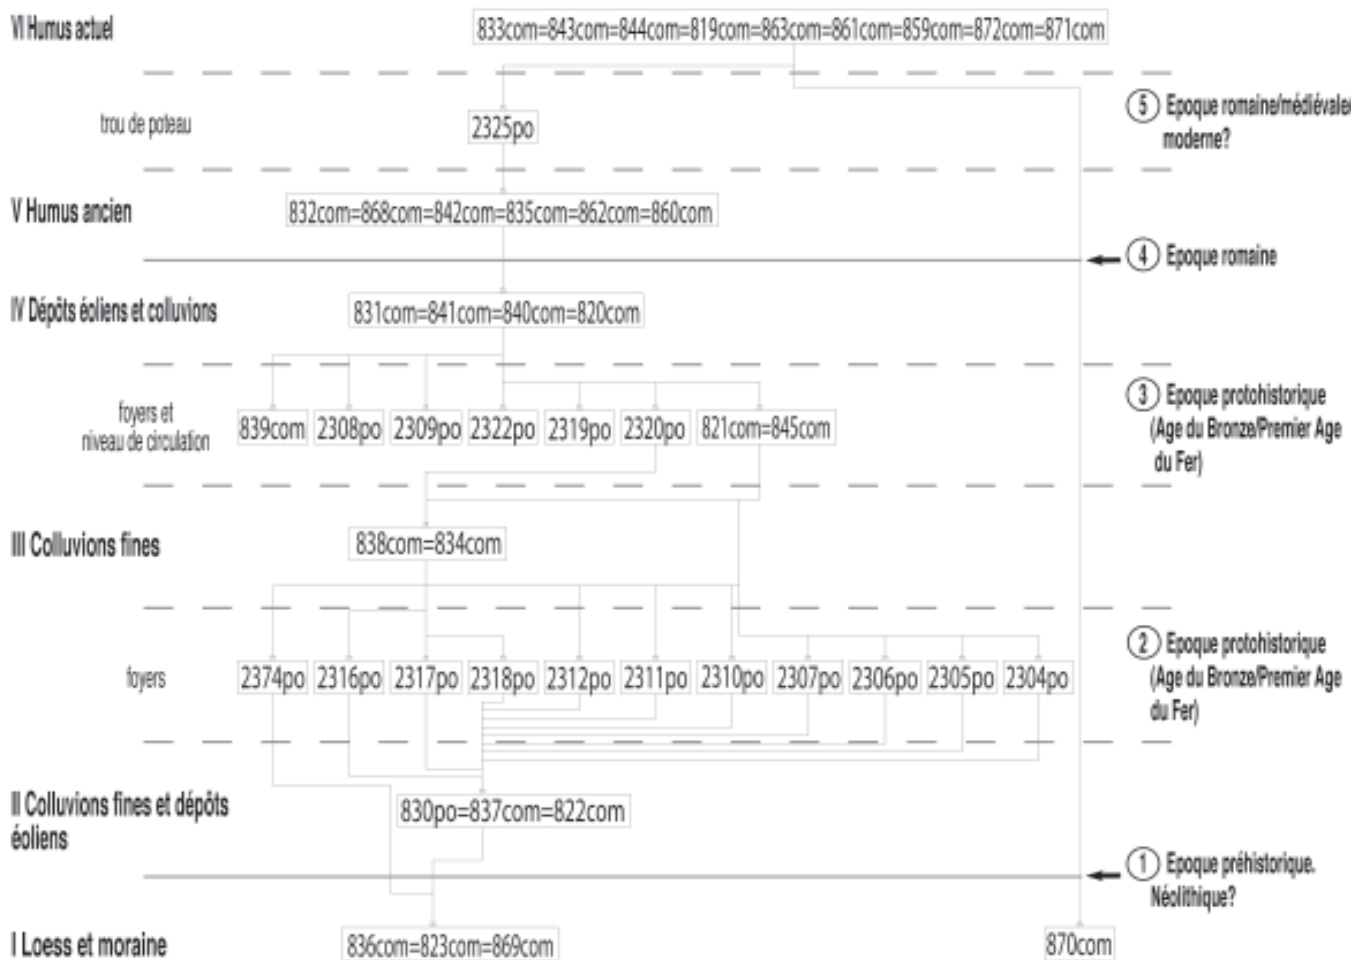 VI Humus actuel
833com=843com=844com=819com=863com=861com=859com=872com=871com
5 Epoque romaine/médiévale/
moderne?
trou de poteau
2325po
V Humus ancien
832com=868com=842com=835com=862com=860com
4 Epoque romaine
IV Dépôts éoliens et colluvions
831com=841com=840com=820com
3 Epoque protohistorique
(Age du Bronze/Premier Age
du Fer)
foyers et
niveau de circulation
839com 2308po 2309po 2322po 2319po 2320po 821com=845com
III Colluvions fines
838com=834com
2 Epoque protohistorique
(Age du Bronze/Premier Age
du Fer)
foyers
2374po 2316po 2317po 2318po 2312po 2311po 2310po 2307po 2306po 2305po 2304po
II Colluvions fines et dépôts
éoliens
830po=837com=822com
1 Epoque préhistorique.
Néolithique?
I Loess et moraine
836com=823com=869com
870com